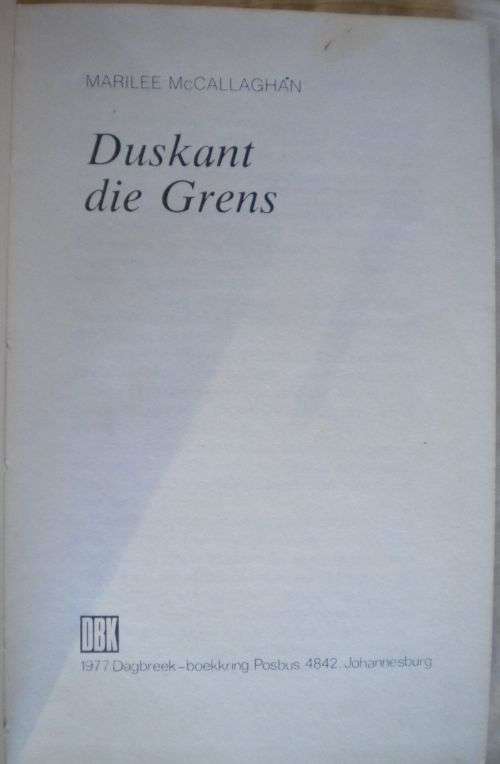 MARILEE McCALLAGHAN
Duskant
die Grens
DBK
1977 Dagbreek-boekkring Posbus 4842. Johannesburg